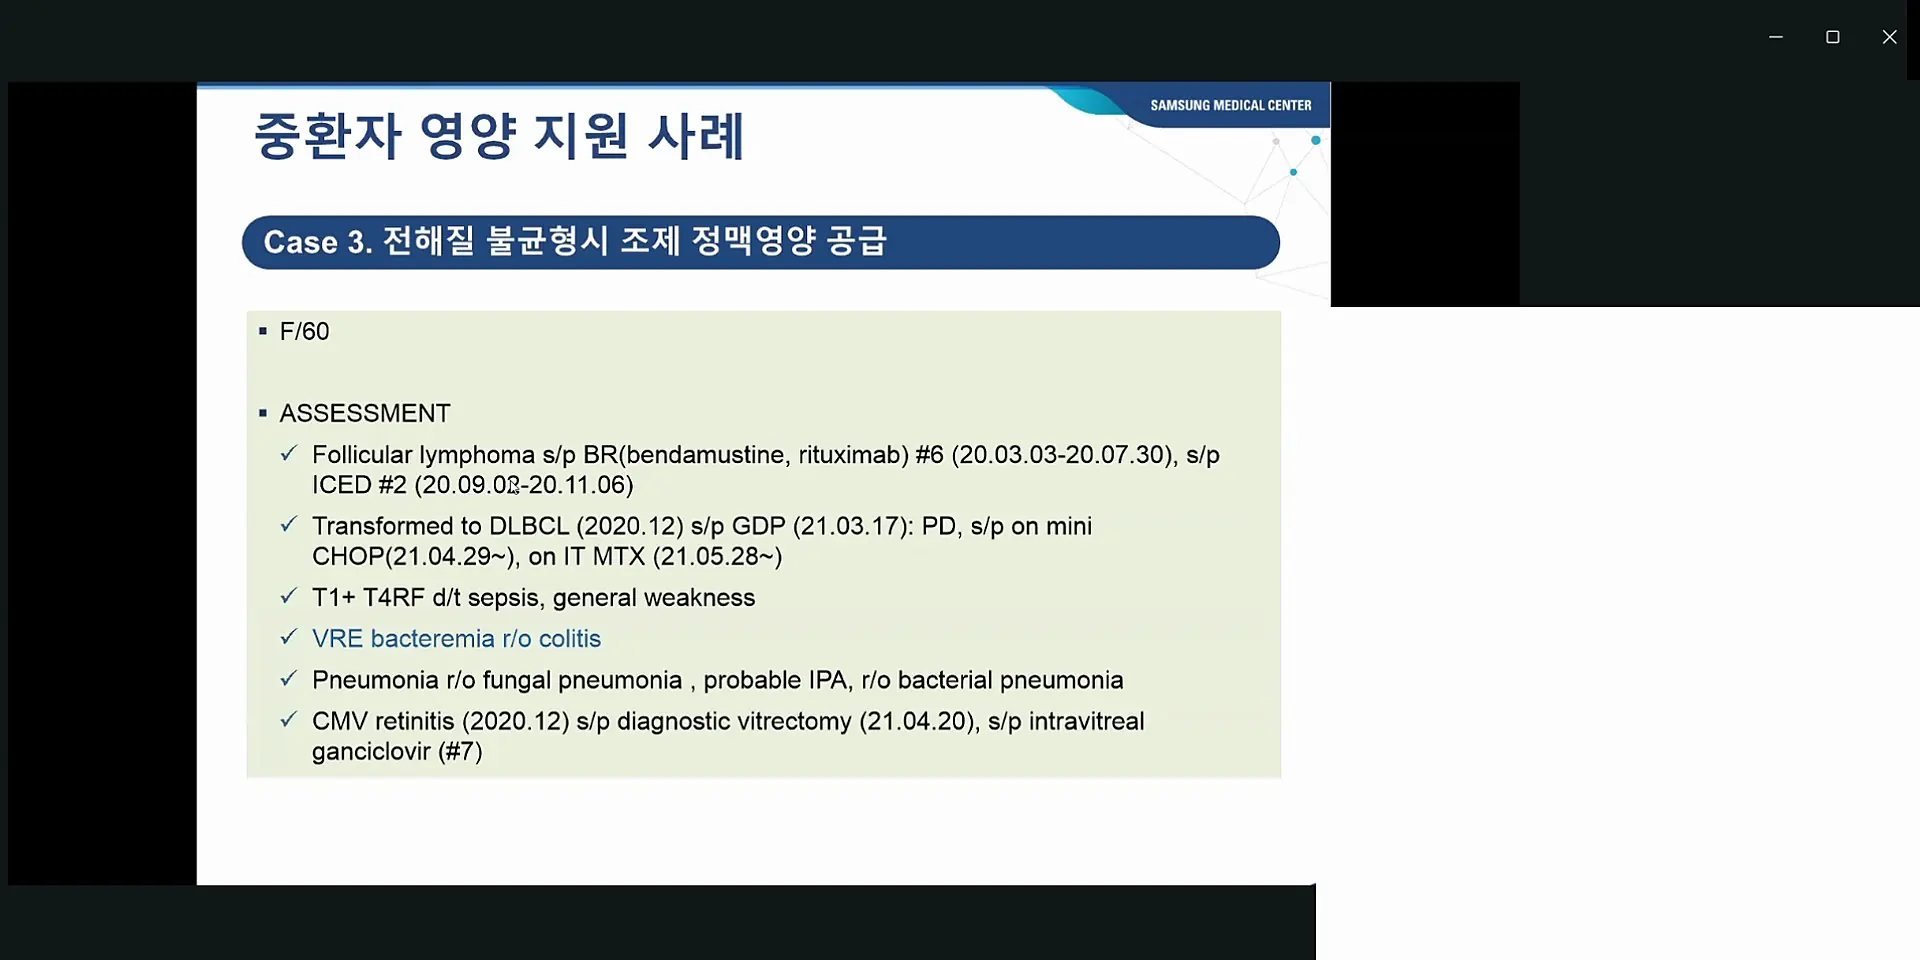 SAMSUNG MEDICAL CENTER
중환자 영양 지원 사례
Case 3. 전해질 불균형시 조제 정맥영양 공급
▪ F/60
▪ ASSESSMENT
✓ Follicular lymphoma s/p BR(bendamustine, rituximab) #6 (20.03.03-20.07.30), s/p
ICED #2 (20.09.02-20.11.06)
✓ Transformed to DLBCL (2020.12) s/p GDP (21.03.17): PD, s/p on mini
CHOP(21.04.29~), on IT MTX (21.05.28~)
✓ T1+ T4RF d/t sepsis, general weakness
✓ VRE bacteremia r/o colitis
✓ Pneumonia r/o fungal pneumonia , probable IPA, r/o bacterial pneumonia
✓ CMV retinitis (2020.12) s/p diagnostic vitrectomy (21.04.20), s/p intravitreal
ganciclovir (#7)